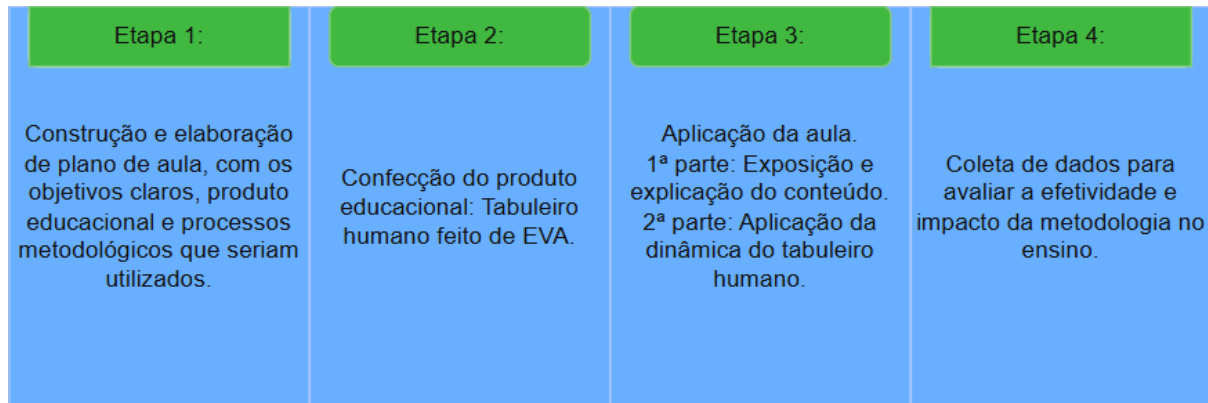 Etapa 1:
Construção e elaboração
de plano de aula, com os
objetivos claros, produto
educacional e processos
metodológicos que seriam
utilizados.
Etapa 2:
Confecção do produto
educacional: Tabuleiro
humano feito de EVA.
Etapa 3:
Aplicação da aula.
1ª parte: Exposição e
explicação do conteúdo.
2ª parte: Aplicação da
dinâmica do tabuleiro
humano.
Etapa 4:
Coleta de dados para
avaliar a efetividade e
impacto da metodologia no
ensino.